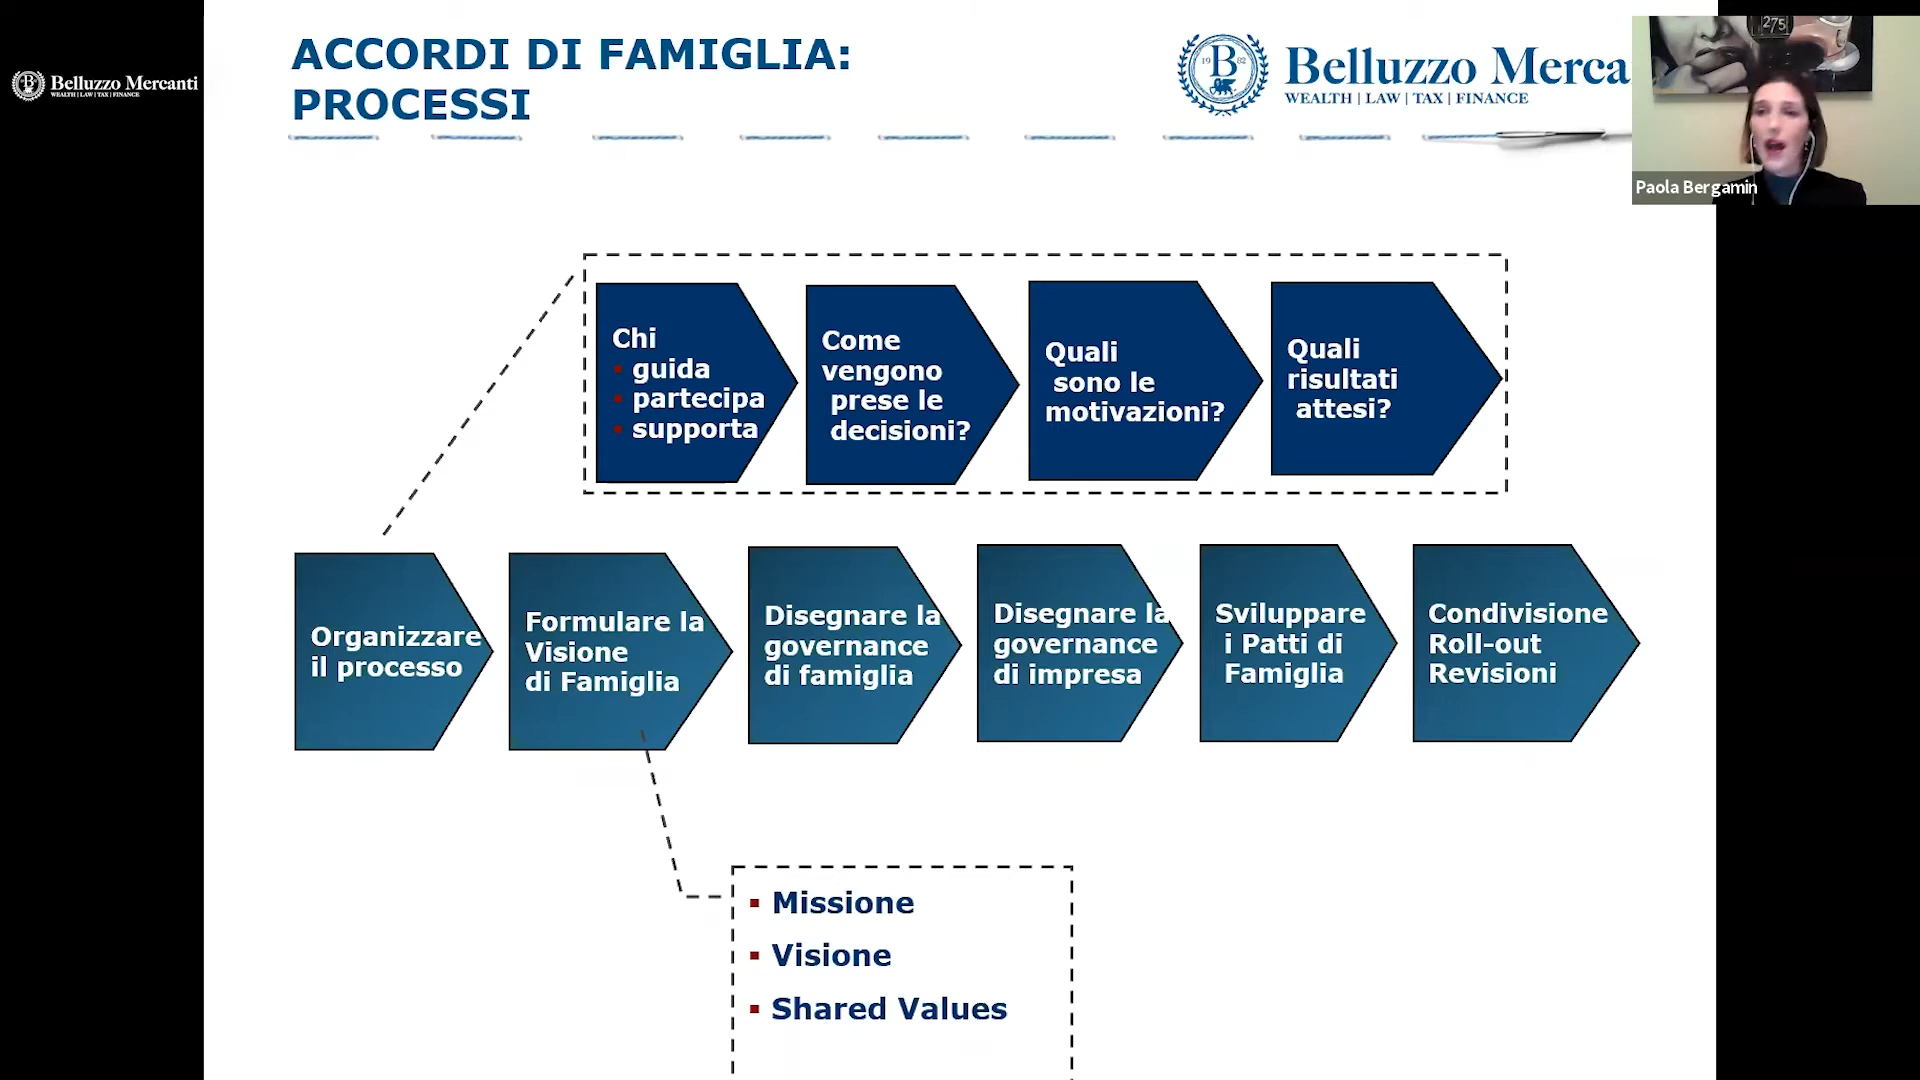 ACCORDI DI FAMIGLIA:
PROCESSI
Belluzzo Mercanti
WEALTH | LAW | TAX | FINANCE
B
1982
Belluzzo Merca
WEALTH | LAW | TAX | FINANCE
275
Paola Bergamin
Chi
▪ guida
▪ partecipa
▪ supporta
Come
vengono
prese le
decisioni?
Quali
sono le
motivazioni?
Quali
risultati
attesi?
Organizzare
il processo
Formulare la
Visione
di Famiglia
Disegnare la
governance
di famiglia
Disegnare la
governance
di impresa
Sviluppare
i Patti di
Famiglia
Condivisione
Roll-out
Revisioni
▪ Missione
▪ Visione
▪ Shared Values